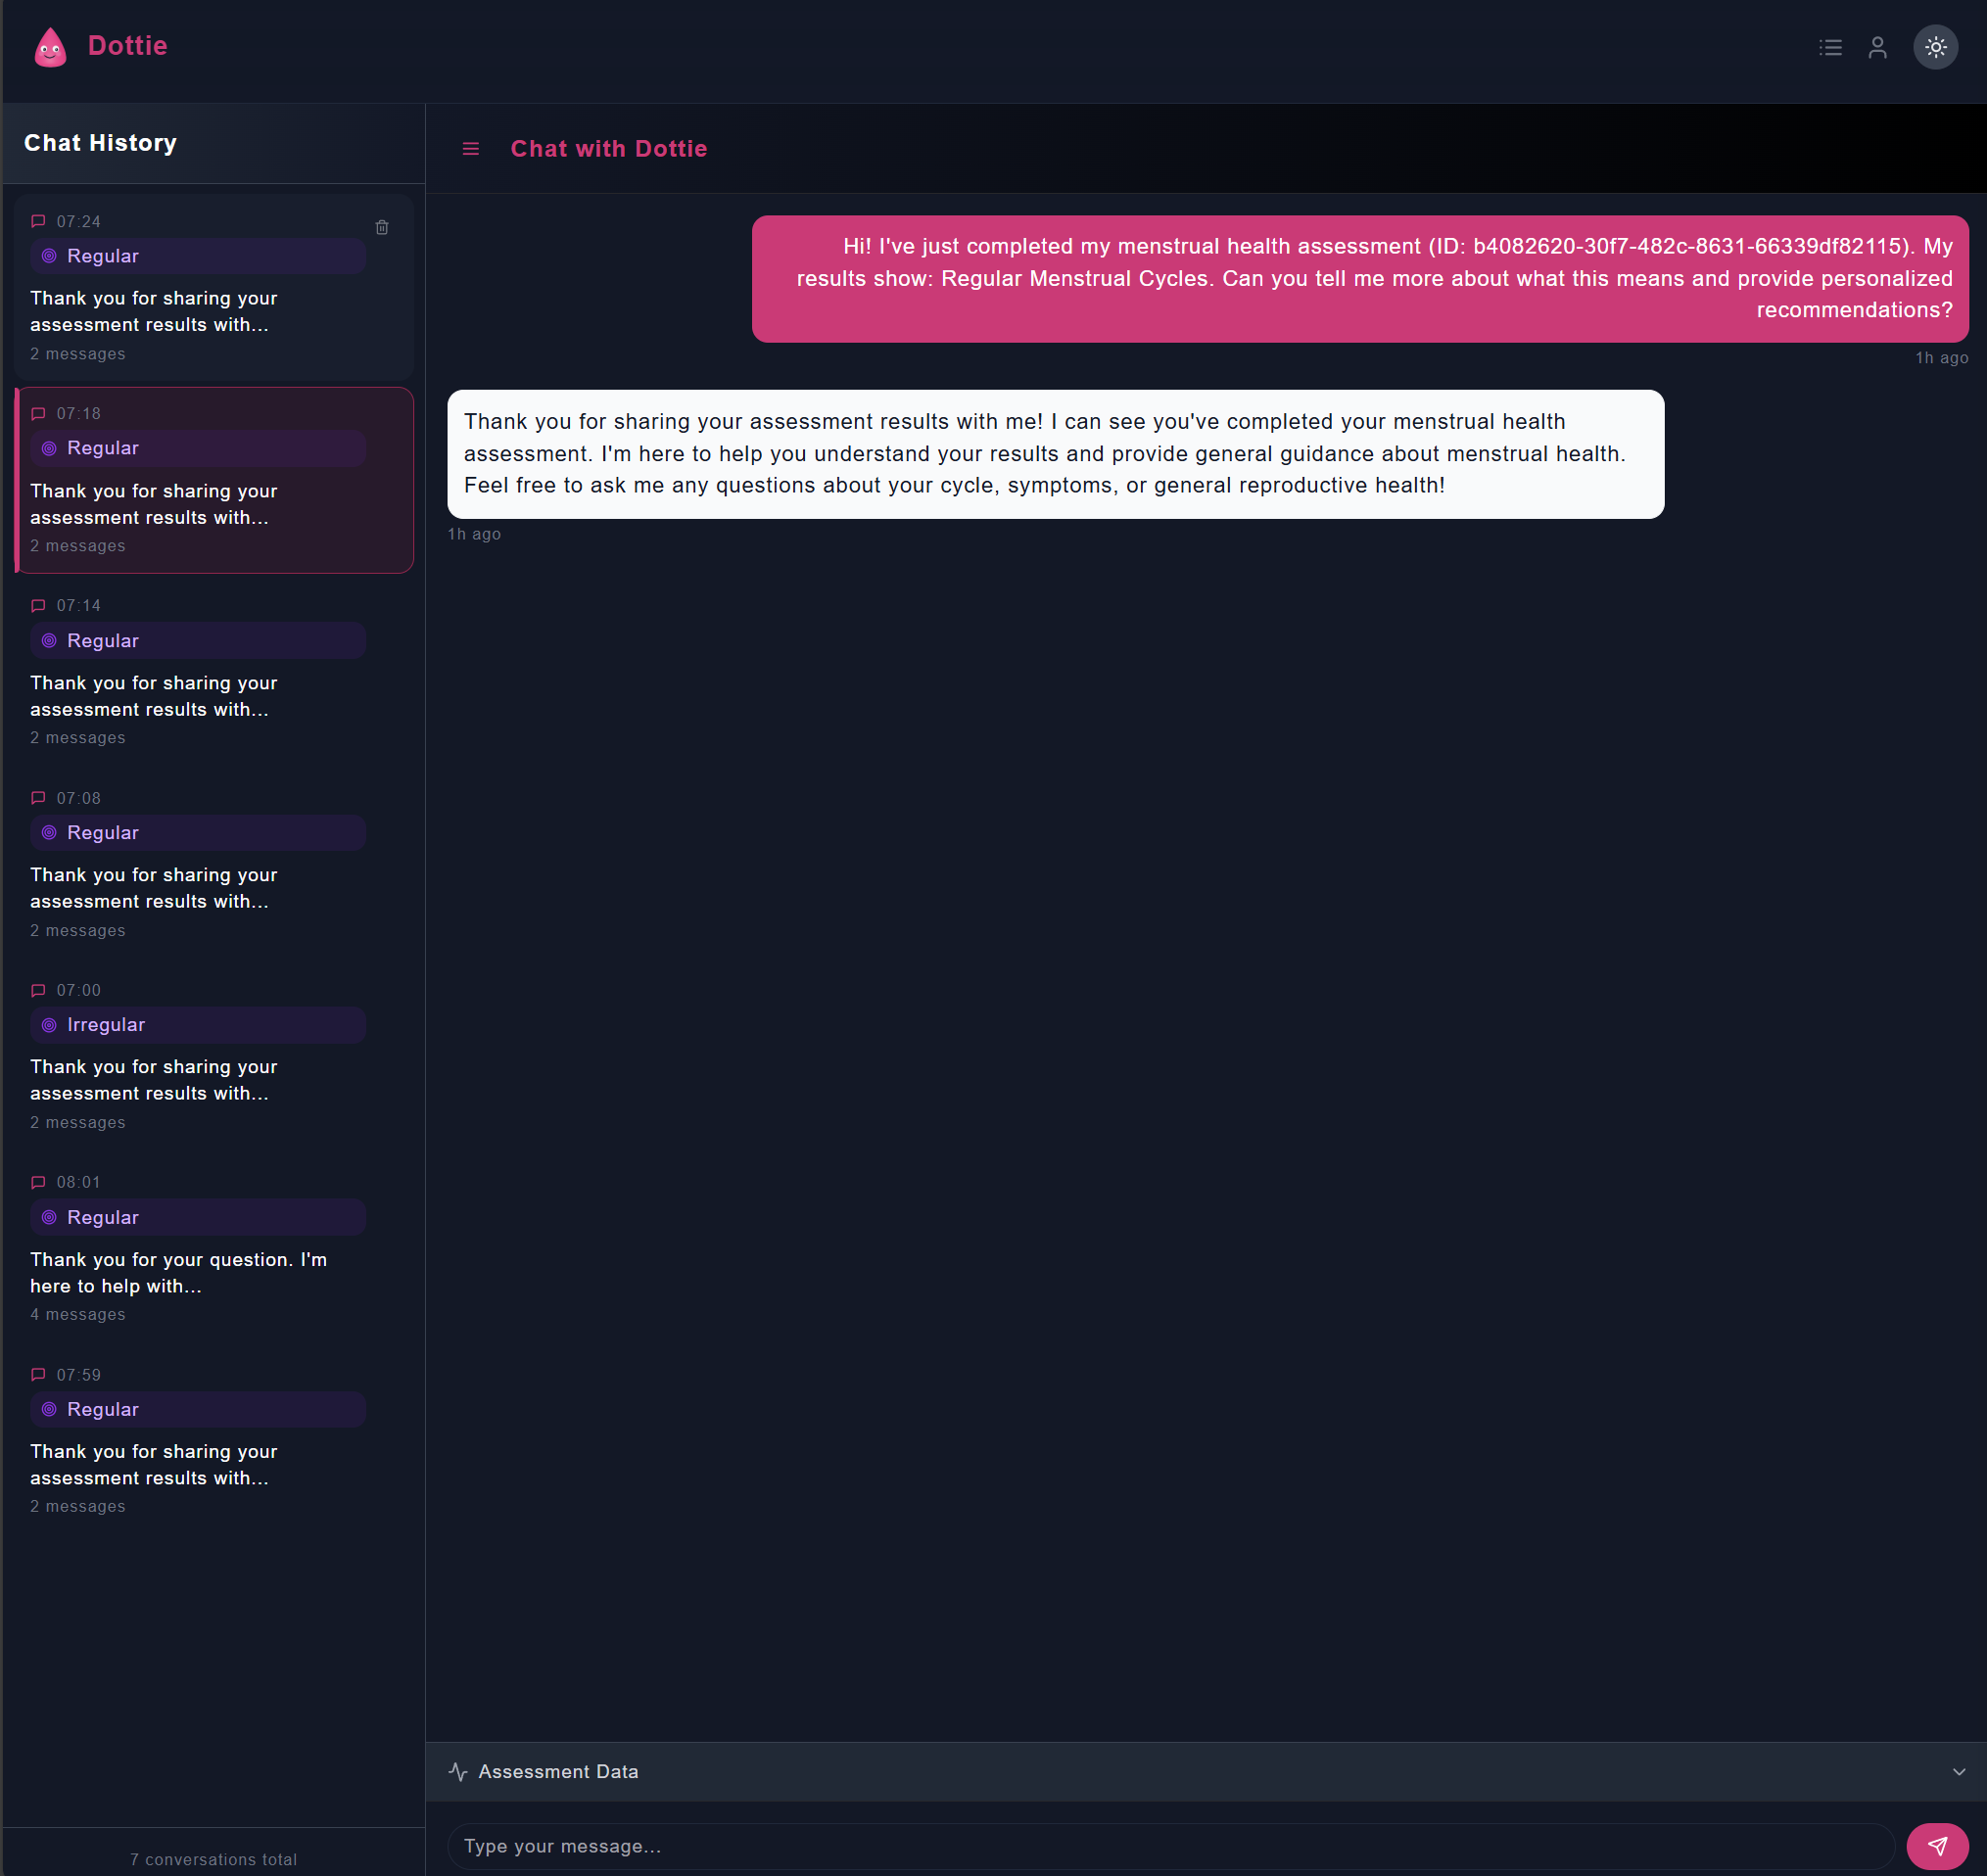 Dottie
Chat History
07:24
Regular
Thank you for sharing your
assessment results with...
2 messages
07:18
Regular
Thank you for sharing your
assessment results with...
2 messages
07:14
Regular
Thank you for sharing your
assessment results with...
2 messages
07:08
Regular
Thank you for sharing your
assessment results with...
2 messages
07:00
Irregular
Thank you for sharing your
assessment results with...
2 messages
08:01
Regular
Thank you for your question. I'm
here to help with...
4 messages
07:59
Regular
Thank you for sharing your
assessment results with...
2 messages
7 conversations total
Chat with Dottie
Hi! I've just completed my menstrual health assessment (ID: b4082620-30f7-482c-8631-66339df82115). My
results show: Regular Menstrual Cycles. Can you tell me more about what this means and provide personalized
recommendations?
1h ago
Thank you for sharing your assessment results with me! I can see you've completed your menstrual health
assessment. I'm here to help you understand your results and provide general guidance about menstrual health.
Feel free to ask me any questions about your cycle, symptoms, or general reproductive health!
1h ago
Assessment Data
Type your message...